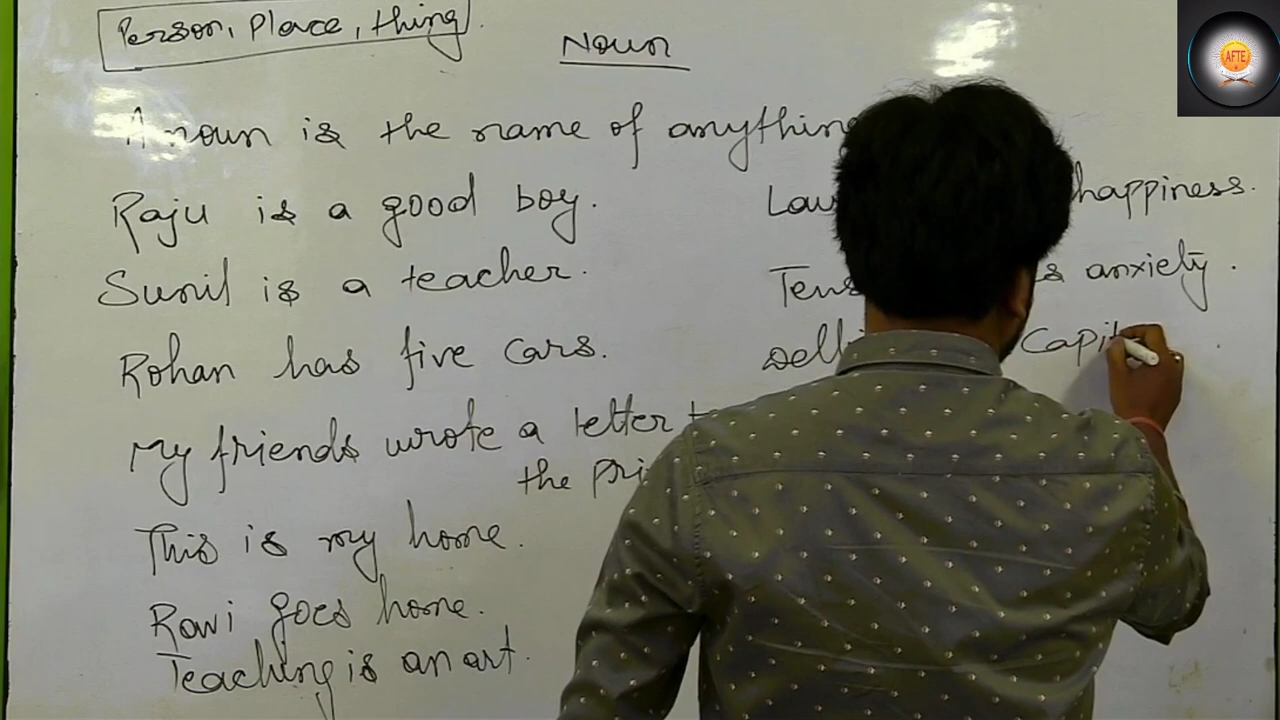 Person, Place, thing
Noun
A noun is the name of anything
Raju is a good boy.
Sunil is a teacher.
Rohan has five cars.
My friends wrote a letter
the
This is my home.
Ravi goes home.
Teaching is an art.
happiness.
anxiety.
AFTE